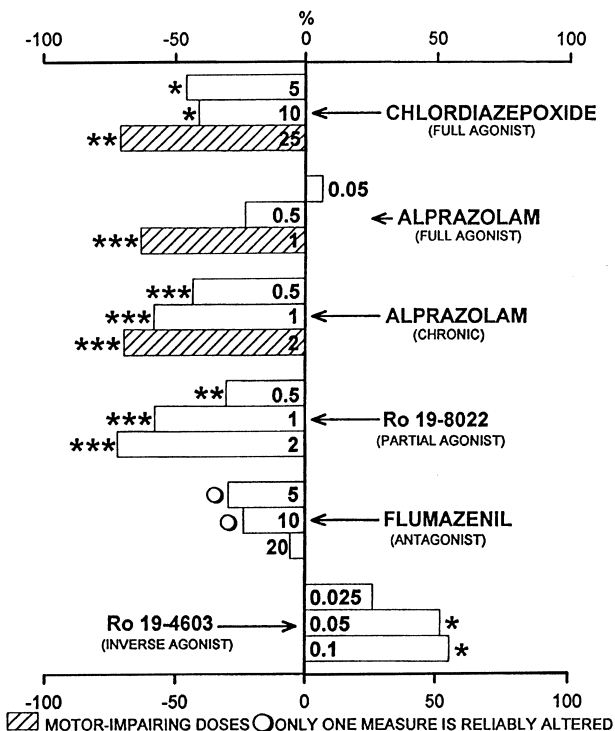 %
-100 -50 0 50 100
* 5
* 10 CHLORDIAZEPOXIDE
(FULL AGONIST)
** 25
0.05
0.5 ALPRAZOLAM
(FULL AGONIST)
*** 1
*** 0.5
*** 1 ALPRAZOLAM
(CHRONIC)
*** 2
** 0.5
*** 1 Ro 19-8022
(PARTIAL AGONIST)
*** 2
5
10 FLUMAZENIL
(ANTAGONIST)
20
0.025
Ro 19-4603 0.05 *
(INVERSE AGONIST)
0.1 *
-100 -50 0 50 100
MOTOR-IMPAIRING DOSES ONLY ONE MEASURE IS RELIABLY ALTERED